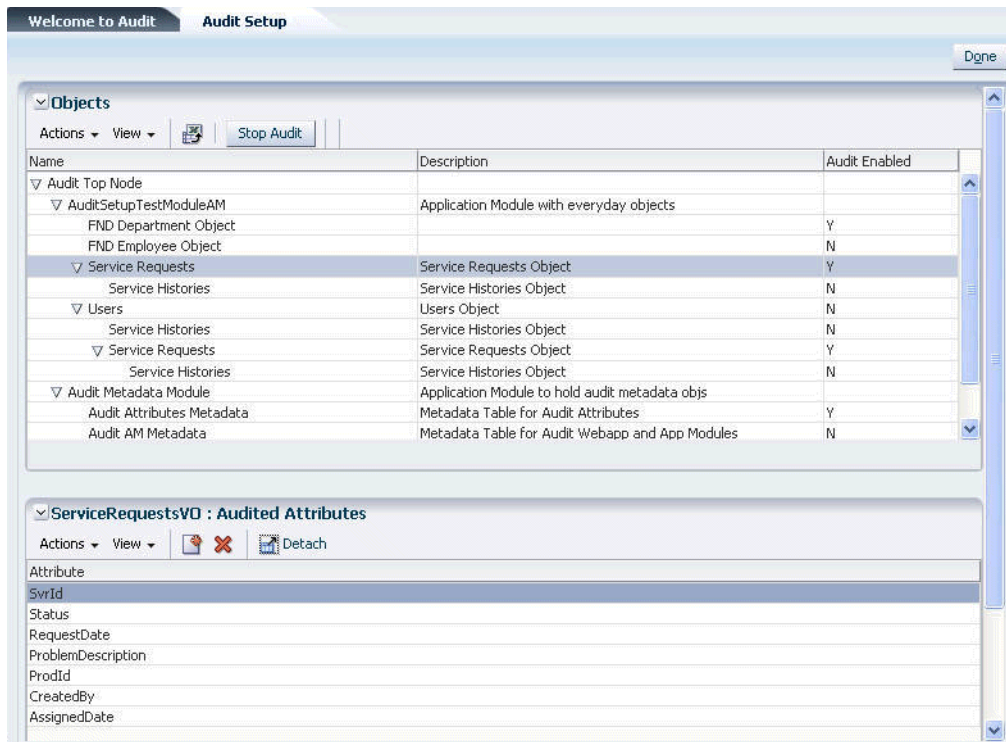 Welcome to Audit Audit Setup
Done
Objects
Actions View Stop Audit
Name Description Audit Enabled
Audit Top Node
AuditSetupTestModuleAM Application Module with everyday objects
FND Department Object Y
FND Employee Object N
Service Requests Service Requests Object Y
Service Histories Service Histories Object N
Users Users Object N
Service Histories Service Histories Object N
Service Requests Service Requests Object Y
Service Histories Service Histories Object N
Audit Metadata Module Application Module to hold audit metadata objs
Audit Attributes Metadata Metadata Table for Audit Attributes Y
Audit AM Metadata Metadata Table for Audit Webapp and App Modules N
ServiceRequestsVO : Audited Attributes
Actions View Detach
Attribute
SvrId
Status
RequestDate
ProblemDescription
ProdId
CreatedBy
AssignedDate